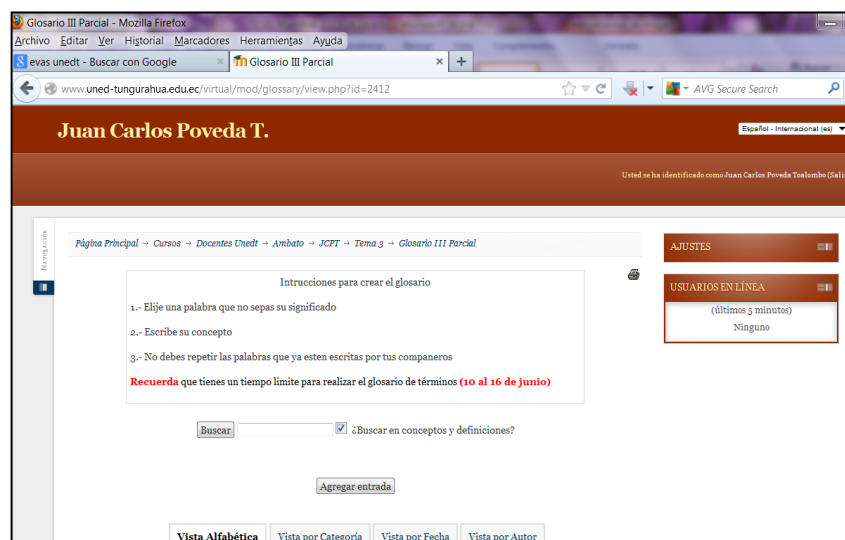 Glosario III Parcial - Mozilla Firefox
Archivo Editar Ver Historial Marcadores Herramientas Ayuda
evas unedt - Buscar con Google
Glosario III Parcial
www.uned-tungurahua.edu.ec/virtual/mod/glossary/view.php?id=2412
AVG Secure Search
Juan Carlos Poveda T.
Español - Internacional (es)
Usted se ha identificado como Juan Carlos Poveda Toalombo (Sali
Navegación
Página Principal → Cursos → Docentes Unedt → Ambato → JCPT → Tema 3 → Glosario III Parcial
AJUSTES
Intrucciones para crear el glosario
1.- Elije una palabra que no sepas su significado
2.- Escribe su concepto
3.- No debes repetir las palabras que ya esten escritas por tus companeros
Recuerda que tienes un tiempo limite para realizar el glosario de términos (10 al 16 de junio)
USUARIOS EN LÍNEA
(últimos 5 minutos)
Ninguno
Buscar ¿Buscar en conceptos y definiciones?
Agregar entrada
Vista Alfabética Vista por Categoría Vista por Fecha Vista por Autor